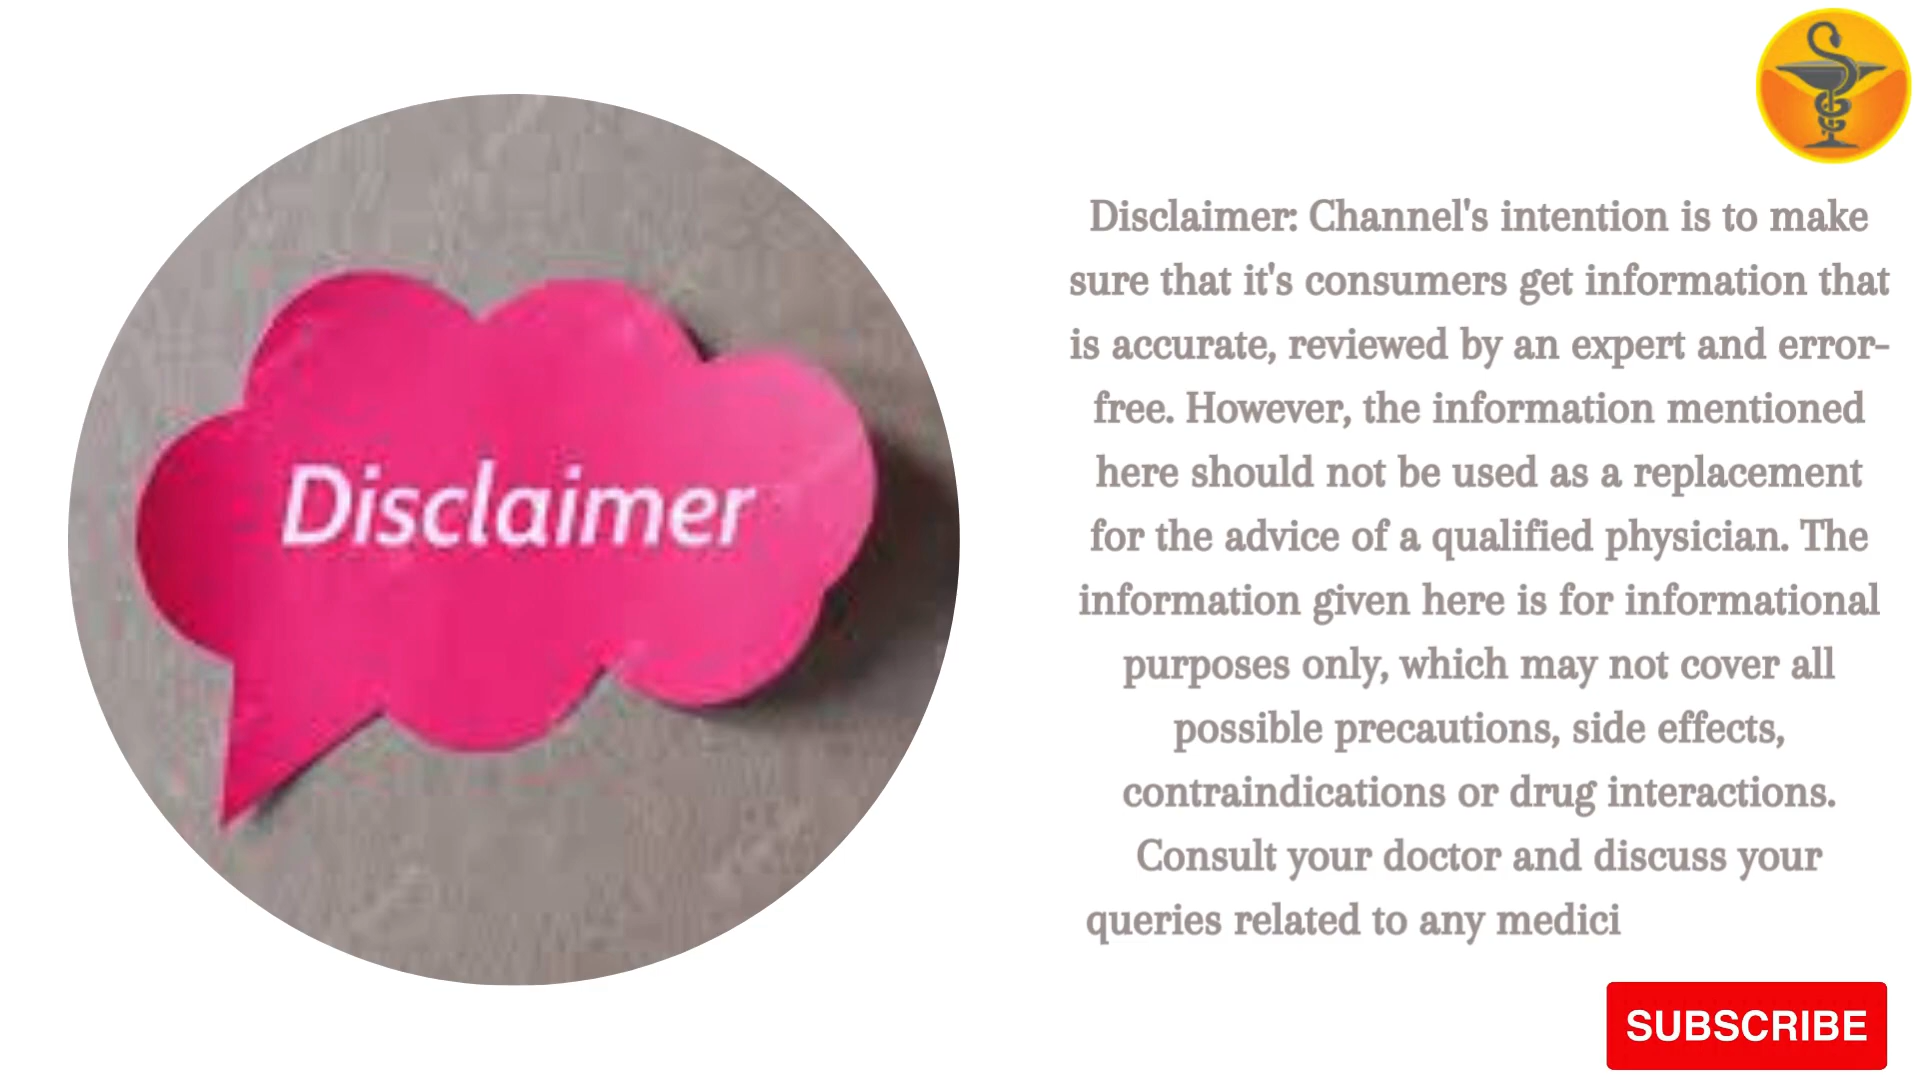 Disclaimer
Disclaimer: Channel's intention is to make
sure that it's consumers get information that
is accurate, reviewed by an expert and error-
free. However, the information mentioned
here should not be used as a replacement
for the advice of a qualified physician. The
information given here is for informational
purposes only, which may not cover all
possible precautions, side effects,
contraindications or drug interactions.
Consult your doctor and discuss your
queries related to any medici
SUBSCRIBE